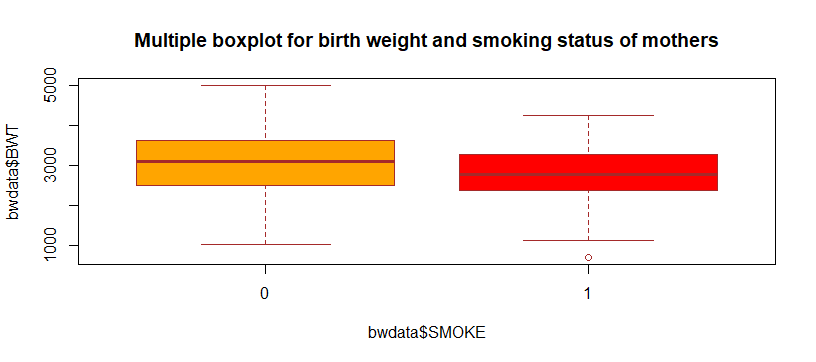 Multiple boxplot for birth weight and smoking status of mothers
bwdata$BWT
5000
3000
1000
0 1
bwdata$SMOKE